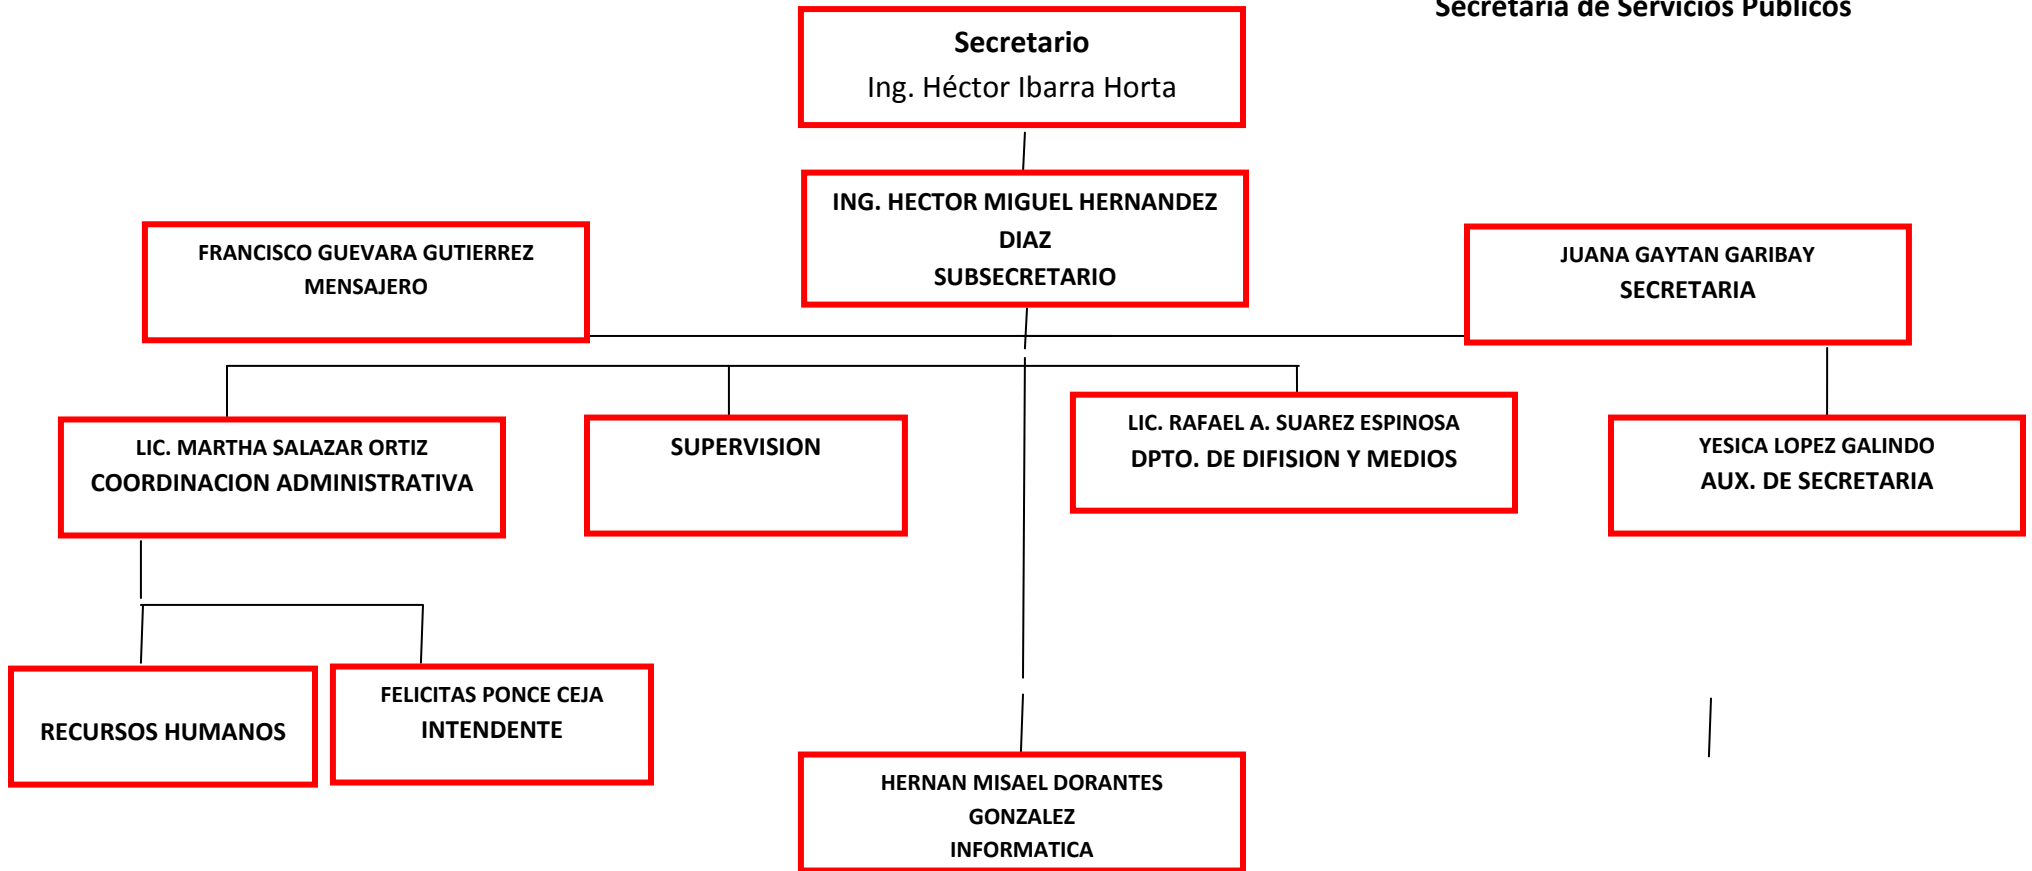 Secretaria de Servicios Públicos
Secretario
Ing. Héctor Ibarra Horta
ING. HECTOR MIGUEL HERNANDEZ
DIAZ
SUBSECRETARIO
FRANCISCO GUEVARA GUTIERREZ
MENSAJERO
JUANA GAYTAN GARIBAY
SECRETARIA
LIC. MARTHA SALAZAR ORTIZ
COORDINACION ADMINISTRATIVA
SUPERVISION
LIC. RAFAEL A. SUAREZ ESPINOSA
DPTO. DE DIFISION Y MEDIOS
YESICA LOPEZ GALINDO
AUX. DE SECRETARIA
RECURSOS HUMANOS
FELICITAS PONCE CEJA
INTENDENTE
HERNAN MISAEL DORANTES
GONZALEZ
INFORMATICA